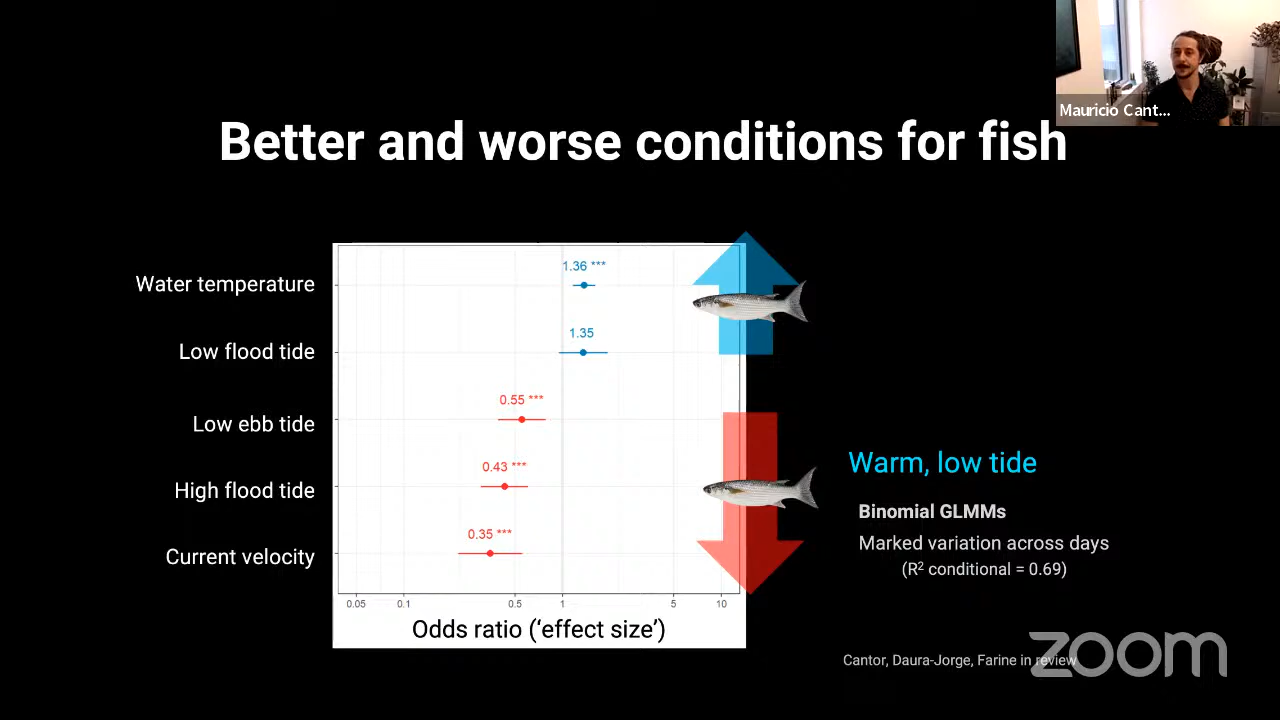 Mauricio Cant...
Better and worse conditions for fish
Water temperature
1.36 ***
Low flood tide
1.35
Low ebb tide
0.55 ***
High flood tide
0.43 ***
Current velocity
0.35 ***
0.05 0.1 0.5 1 5 10
Odds ratio (‘effect size’)
Warm, low tide
Binomial GLMMs
Marked variation across days
(R² conditional = 0.69)
Cantor, Daura-Jorge, Farine in review
zoom